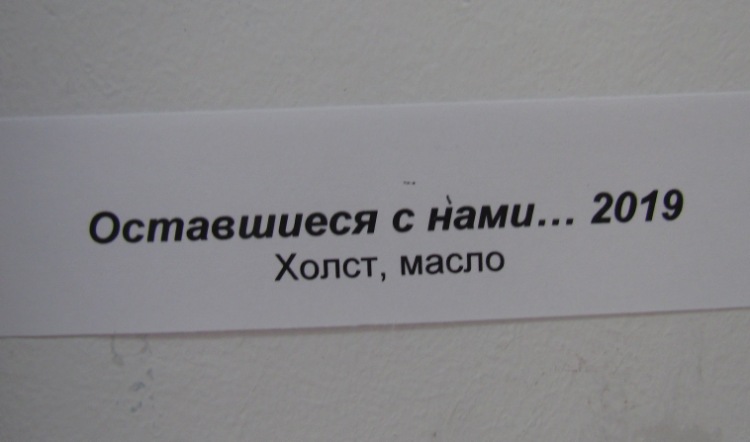 Оставшиеся с нами... 2019
Холст, масло